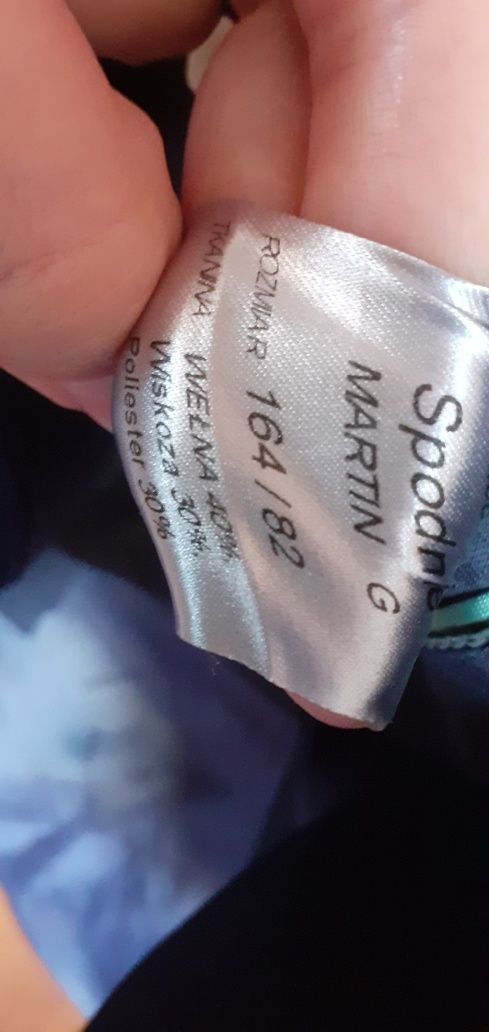 Spodnie
MARTIN G
ROZMIAR 164/82
TKANINA WEŁNA 40%
Wiskoza 30%
Poliester 30%